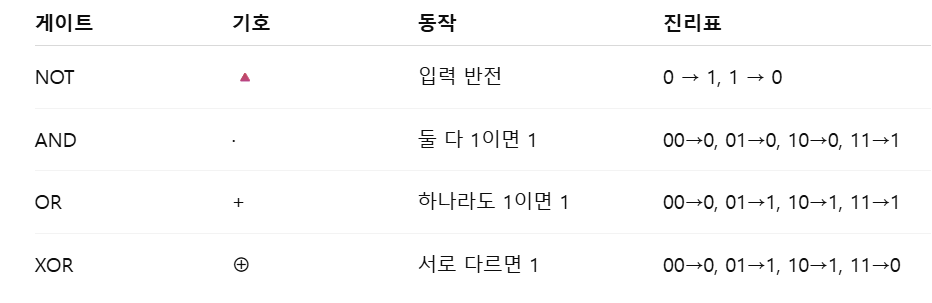 게이트 기호 동작 진리표
NOT 🔺 입력 반전 0 → 1, 1 → 0
AND · 둘 다 1이면 1 00→0, 01→0, 10→0, 11→1
OR + 하나라도 1이면 1 00→0, 01→1, 10→1, 11→1
XOR ⊕ 서로 다르면 1 00→0, 01→1, 10→1, 11→0